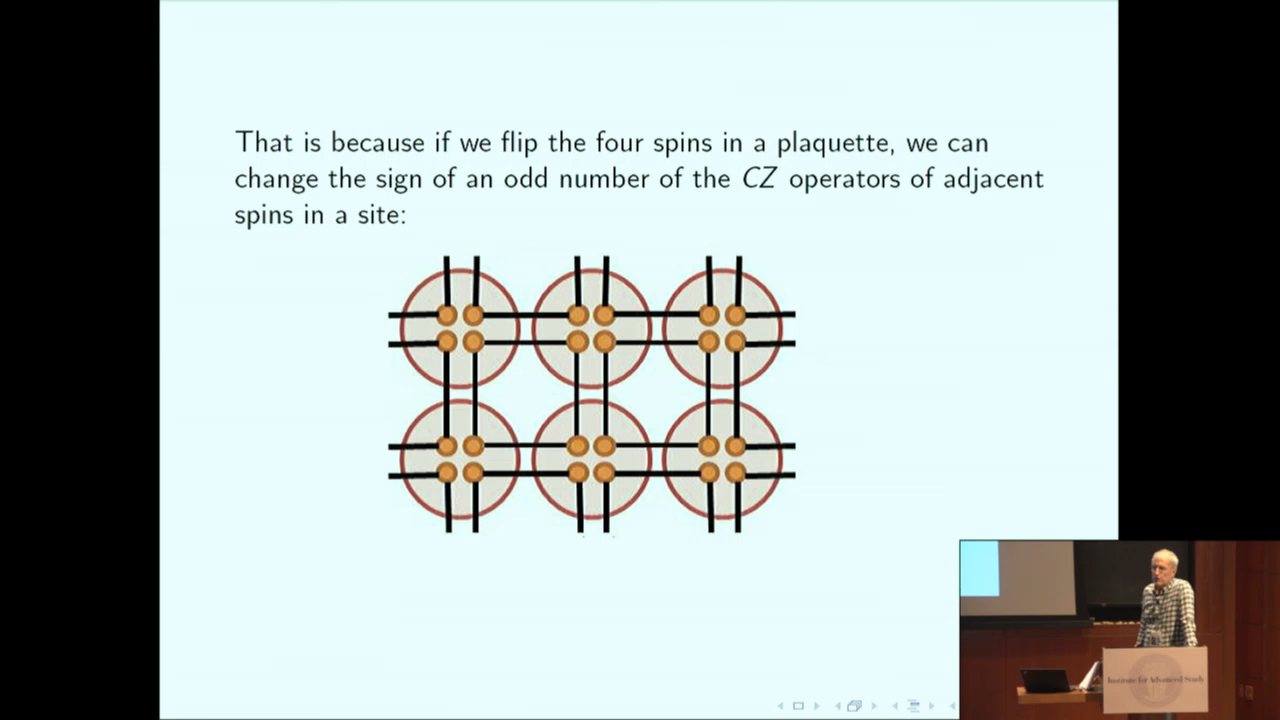 That is because if we flip the four spins in a plaquette, we can
change the sign of an odd number of the CZ operators of adjacent
spins in a site:
Institute for Advanced Study